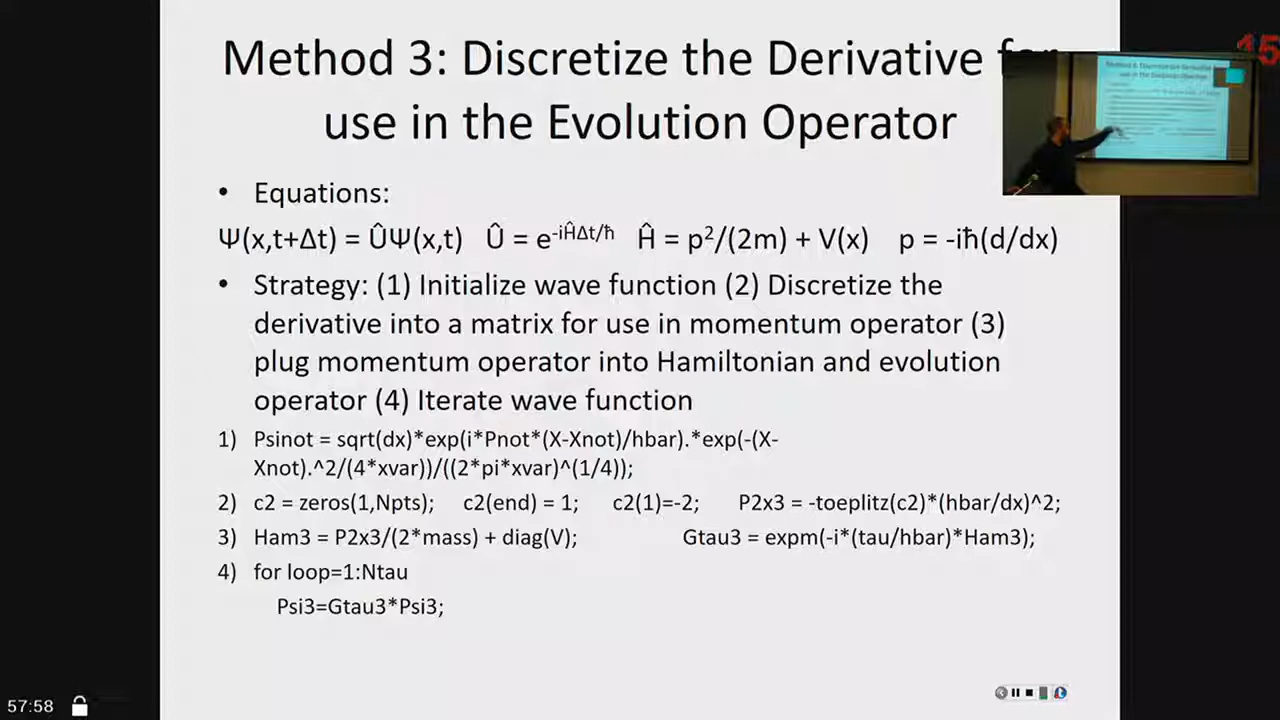 Method 3: Discretize the Derivative for
use in the Evolution Operator
15
• Equations:
Ψ(x,t+Δt) = ÛΨ(x,t) Û = e^-iĤΔt/ħ Ĥ = p²/(2m) + V(x) p = -iħ(d/dx)
• Strategy: (1) Initialize wave function (2) Discretize the
derivative into a matrix for use in momentum operator (3)
plug momentum operator into Hamiltonian and evolution
operator (4) Iterate wave function
1) Psinot = sqrt(dx)*exp(i*Pnot*(X-Xnot)/hbar).*exp(-(X-
Xnot).^2/(4*xvar))/((2*pi*xvar)^(1/4));
2) c2 = zeros(1,Npts); c2(end) = 1; c2(1)=-2; P2x3 = -toeplitz(c2)*(hbar/dx)^2;
3) Ham3 = P2x3/(2*mass) + diag(V); Gtau3 = expm(-i*(tau/hbar)*Ham3);
4) for loop=1:Ntau
Psi3=Gtau3*Psi3;
57:58